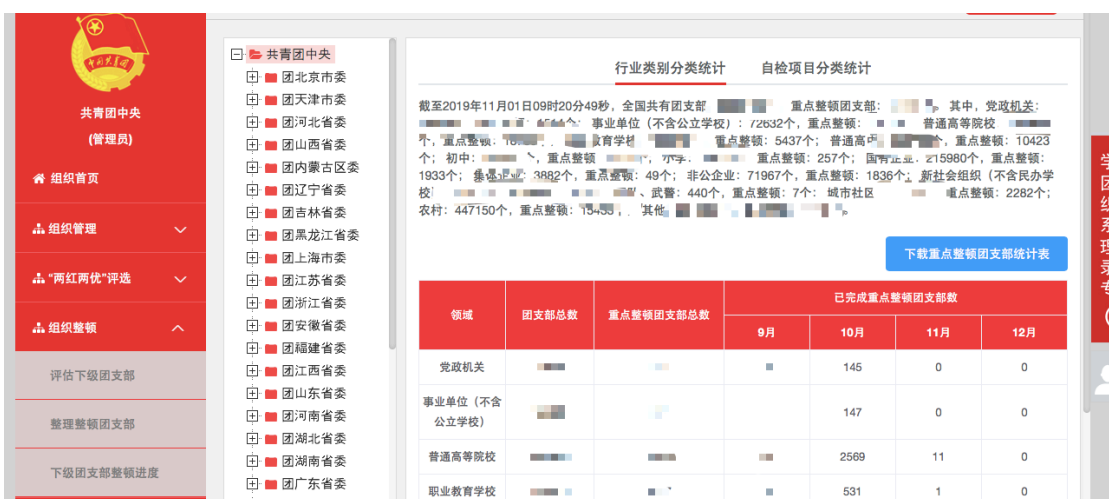 共青团中央
(管理员)
组织首页
组织管理
“两红两优”评选
组织整顿
评估下级团支部
整理整顿团支部
下级团支部整顿进度
共青团中央
团北京市委
团天津市委
团河北省委
团山西省委
团内蒙古区委
团辽宁省委
团吉林省委
团黑龙江省委
团上海市委
团江苏省委
团浙江省委
团安徽省委
团福建省委
团江西省委
团山东省委
团河南省委
团湖北省委
团湖南省委
团广东省委
行业类别分类统计 自检项目分类统计
截至2019年11月01日09时20分49秒，全国共有团支部 重点整顿团支部： 其中，党政机关：
事业单位（不含公立学校）：72632个，重点整顿： 普通高等院校
个，重点整顿： 教育学校 重点整顿：5437个； 普通高中 个，重点整顿：10423
个； 初中： 个，重点整顿 小学： 重点整顿：257个； 国有企业：215980个，重点整顿：
1933个； 集体企业：3882个，重点整顿：49个； 非公企业：71967个，重点整顿：1836个； 新社会组织（不含民办学
校 、武警：440个，重点整顿：7个； 城市社区 重点整顿：2282个；
农村：447150个，重点整顿： 其他
下载重点整顿团支部统计表
领域 团支部总数 重点整顿团支部总数 已完成重点整顿团支部数
9月 10月 11月 12月
党政机关 145 0 0
事业单位（不含
公立学校） 147 0 0
普通高等院校 2569 11 0
职业教育学校 531 1 0